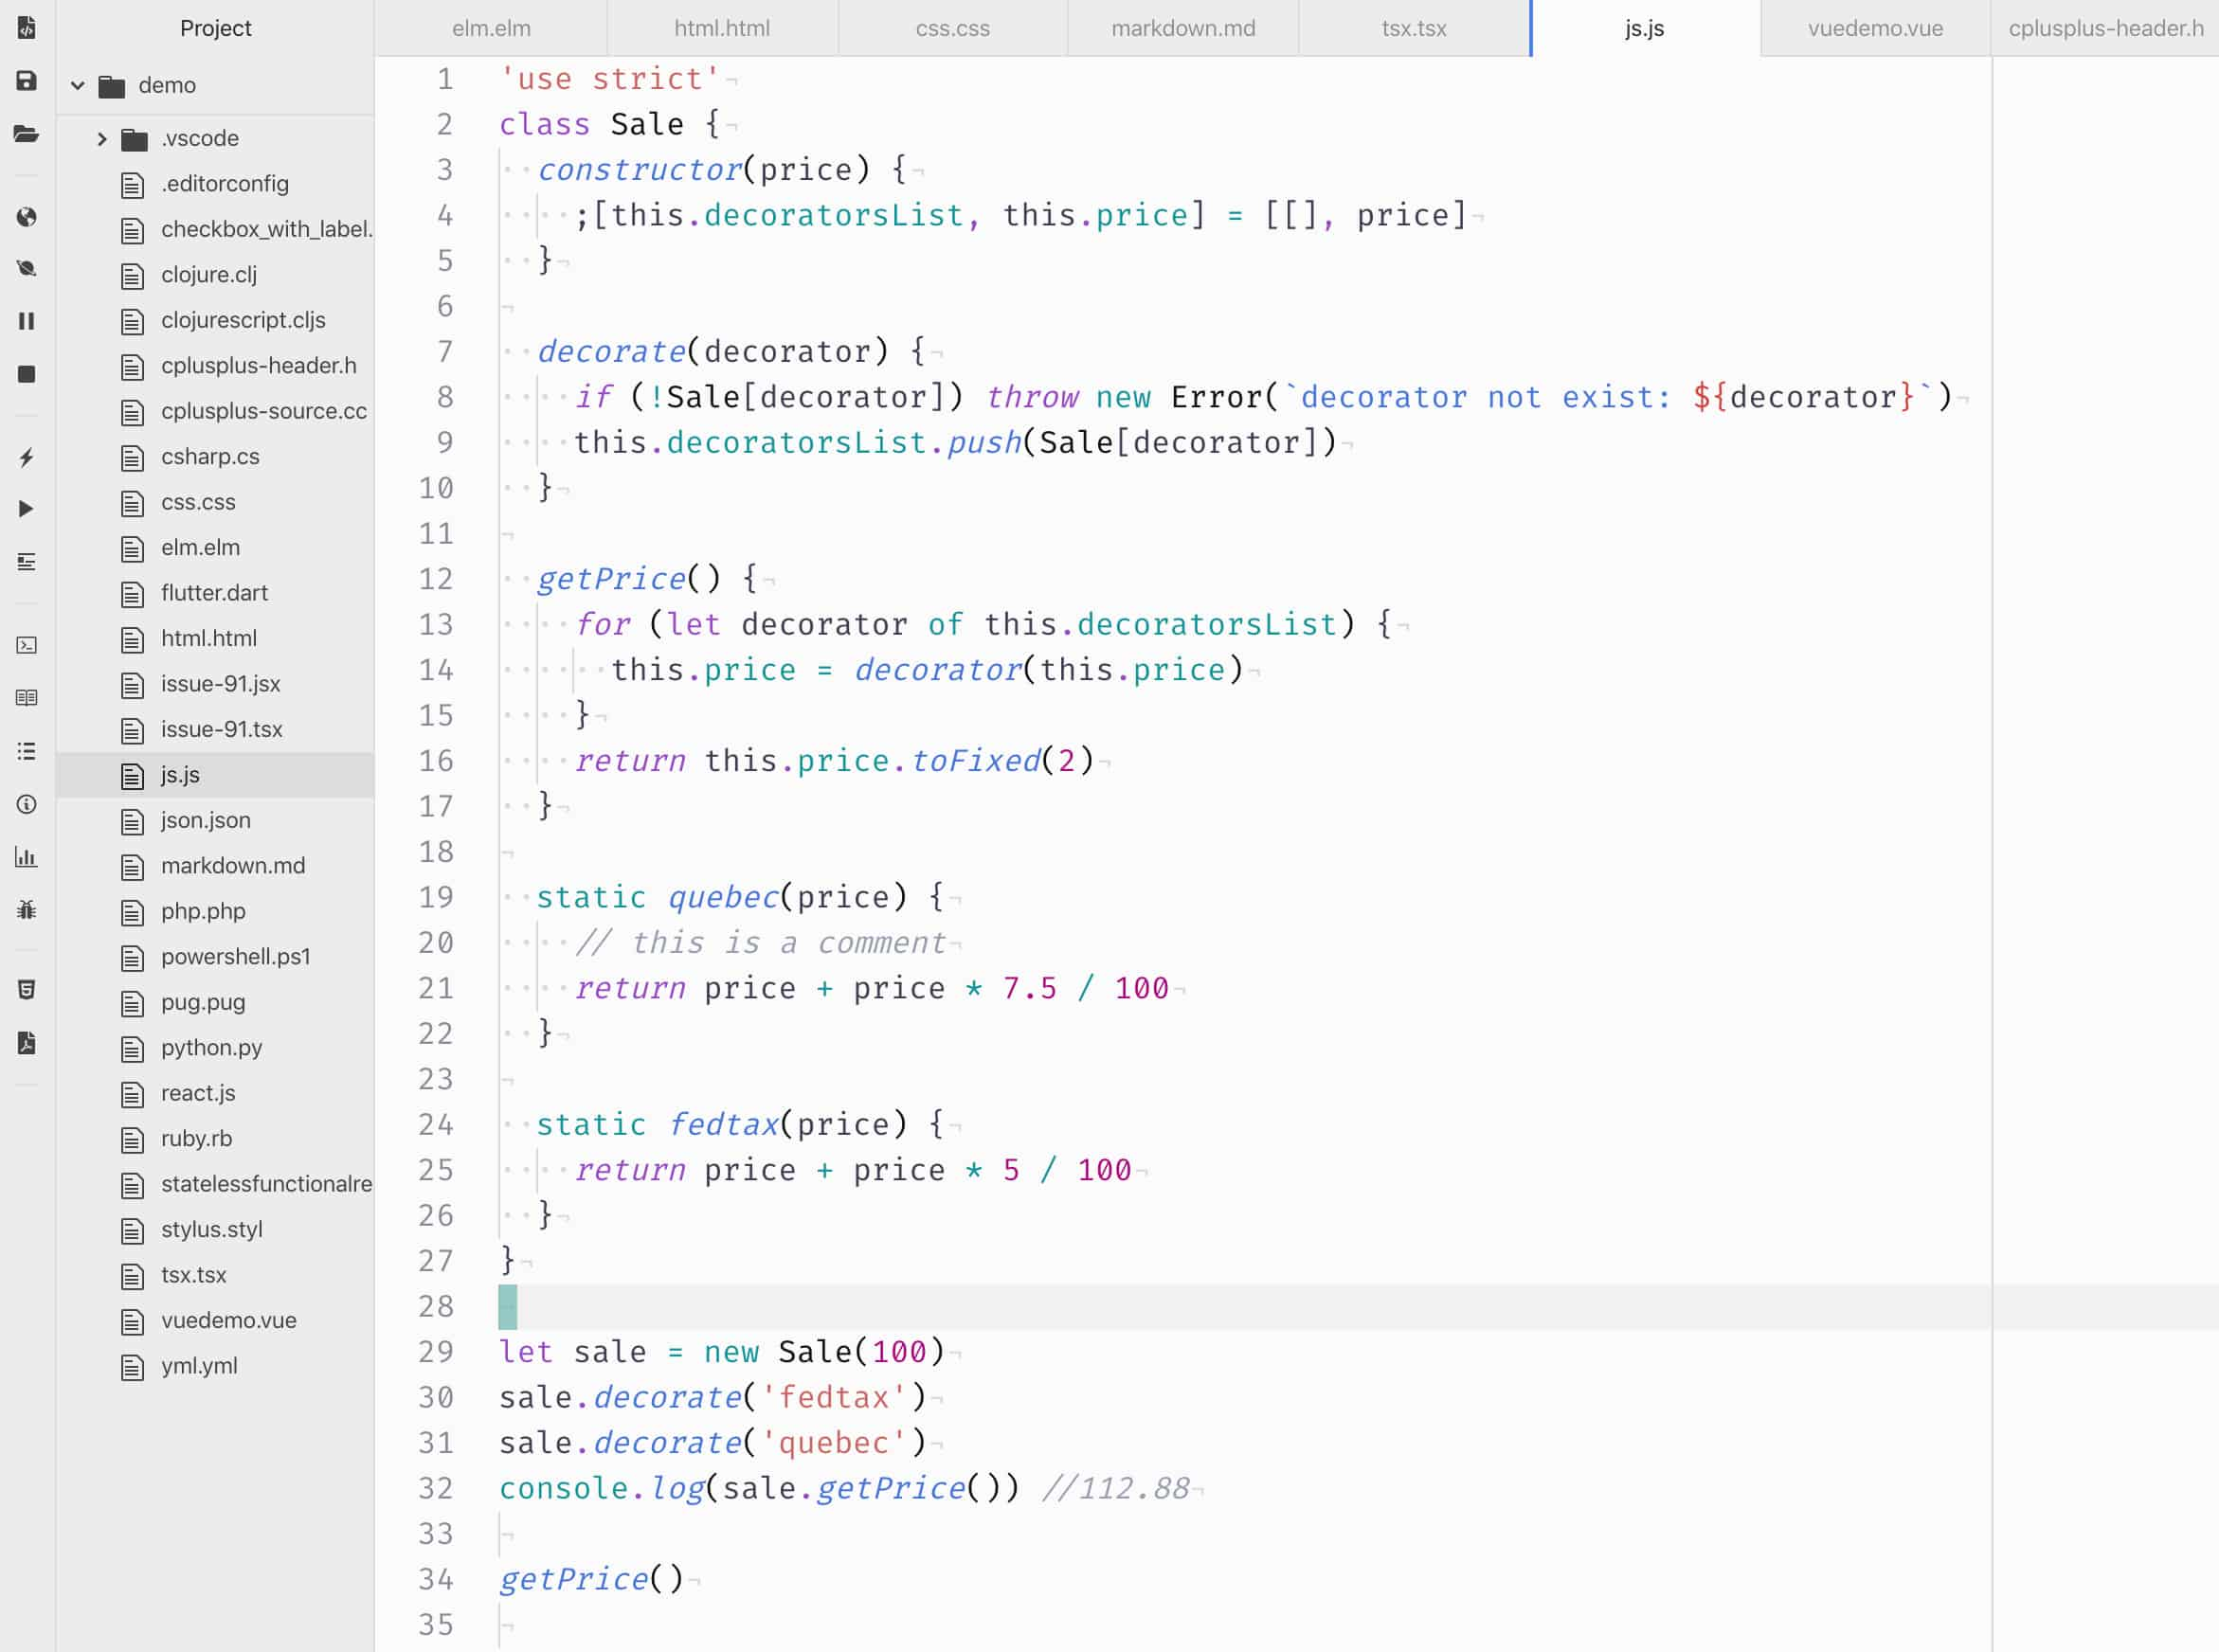 Project
demo
.vscode
.editorconfig
checkbox_with_label.
clojure.clj
clojurescript.cljs
cplusplus-header.h
cplusplus-source.cc
csharp.cs
css.css
elm.elm
flutter.dart
html.html
issue-91.jsx
issue-91.tsx
js.js
json.json
markdown.md
php.php
powershell.ps1
pug.pug
python.py
react.js
ruby.rb
statelessfunctionalre
stylus.styl
tsx.tsx
vuedemo.vue
yml.yml
elm.elm html.html css.css markdown.md tsx.tsx js.js vuedemo.vue cplusplus-header.h
1 'use strict'¬
2 class Sale {¬
3 ··constructor(price) {¬
4 ····;[this.decoratorsList, this.price] = [[], price]¬
5 ··}¬
6 ¬
7 ··decorate(decorator) {¬
8 ····if (!Sale[decorator]) throw new Error(`decorator not exist: ${decorator}`)¬
9 ····this.decoratorsList.push(Sale[decorator])¬
10 ··}¬
11 ¬
12 ··getPrice() {¬
13 ····for (let decorator of this.decoratorsList) {¬
14 ······this.price = decorator(this.price)¬
15 ····}¬
16 ····return this.price.toFixed(2)¬
17 ··}¬
18 ¬
19 ··static quebec(price) {¬
20 ····// this is a comment¬
21 ····return price + price * 7.5 / 100¬
22 ··}¬
23 ¬
24 ··static fedtax(price) {¬
25 ····return price + price * 5 / 100¬
26 ··}¬
27 }¬
28
29 let sale = new Sale(100)¬
30 sale.decorate('fedtax')¬
31 sale.decorate('quebec')¬
32 console.log(sale.getPrice()) //112.88¬
33 ¬
34 getPrice()¬
35 ¬